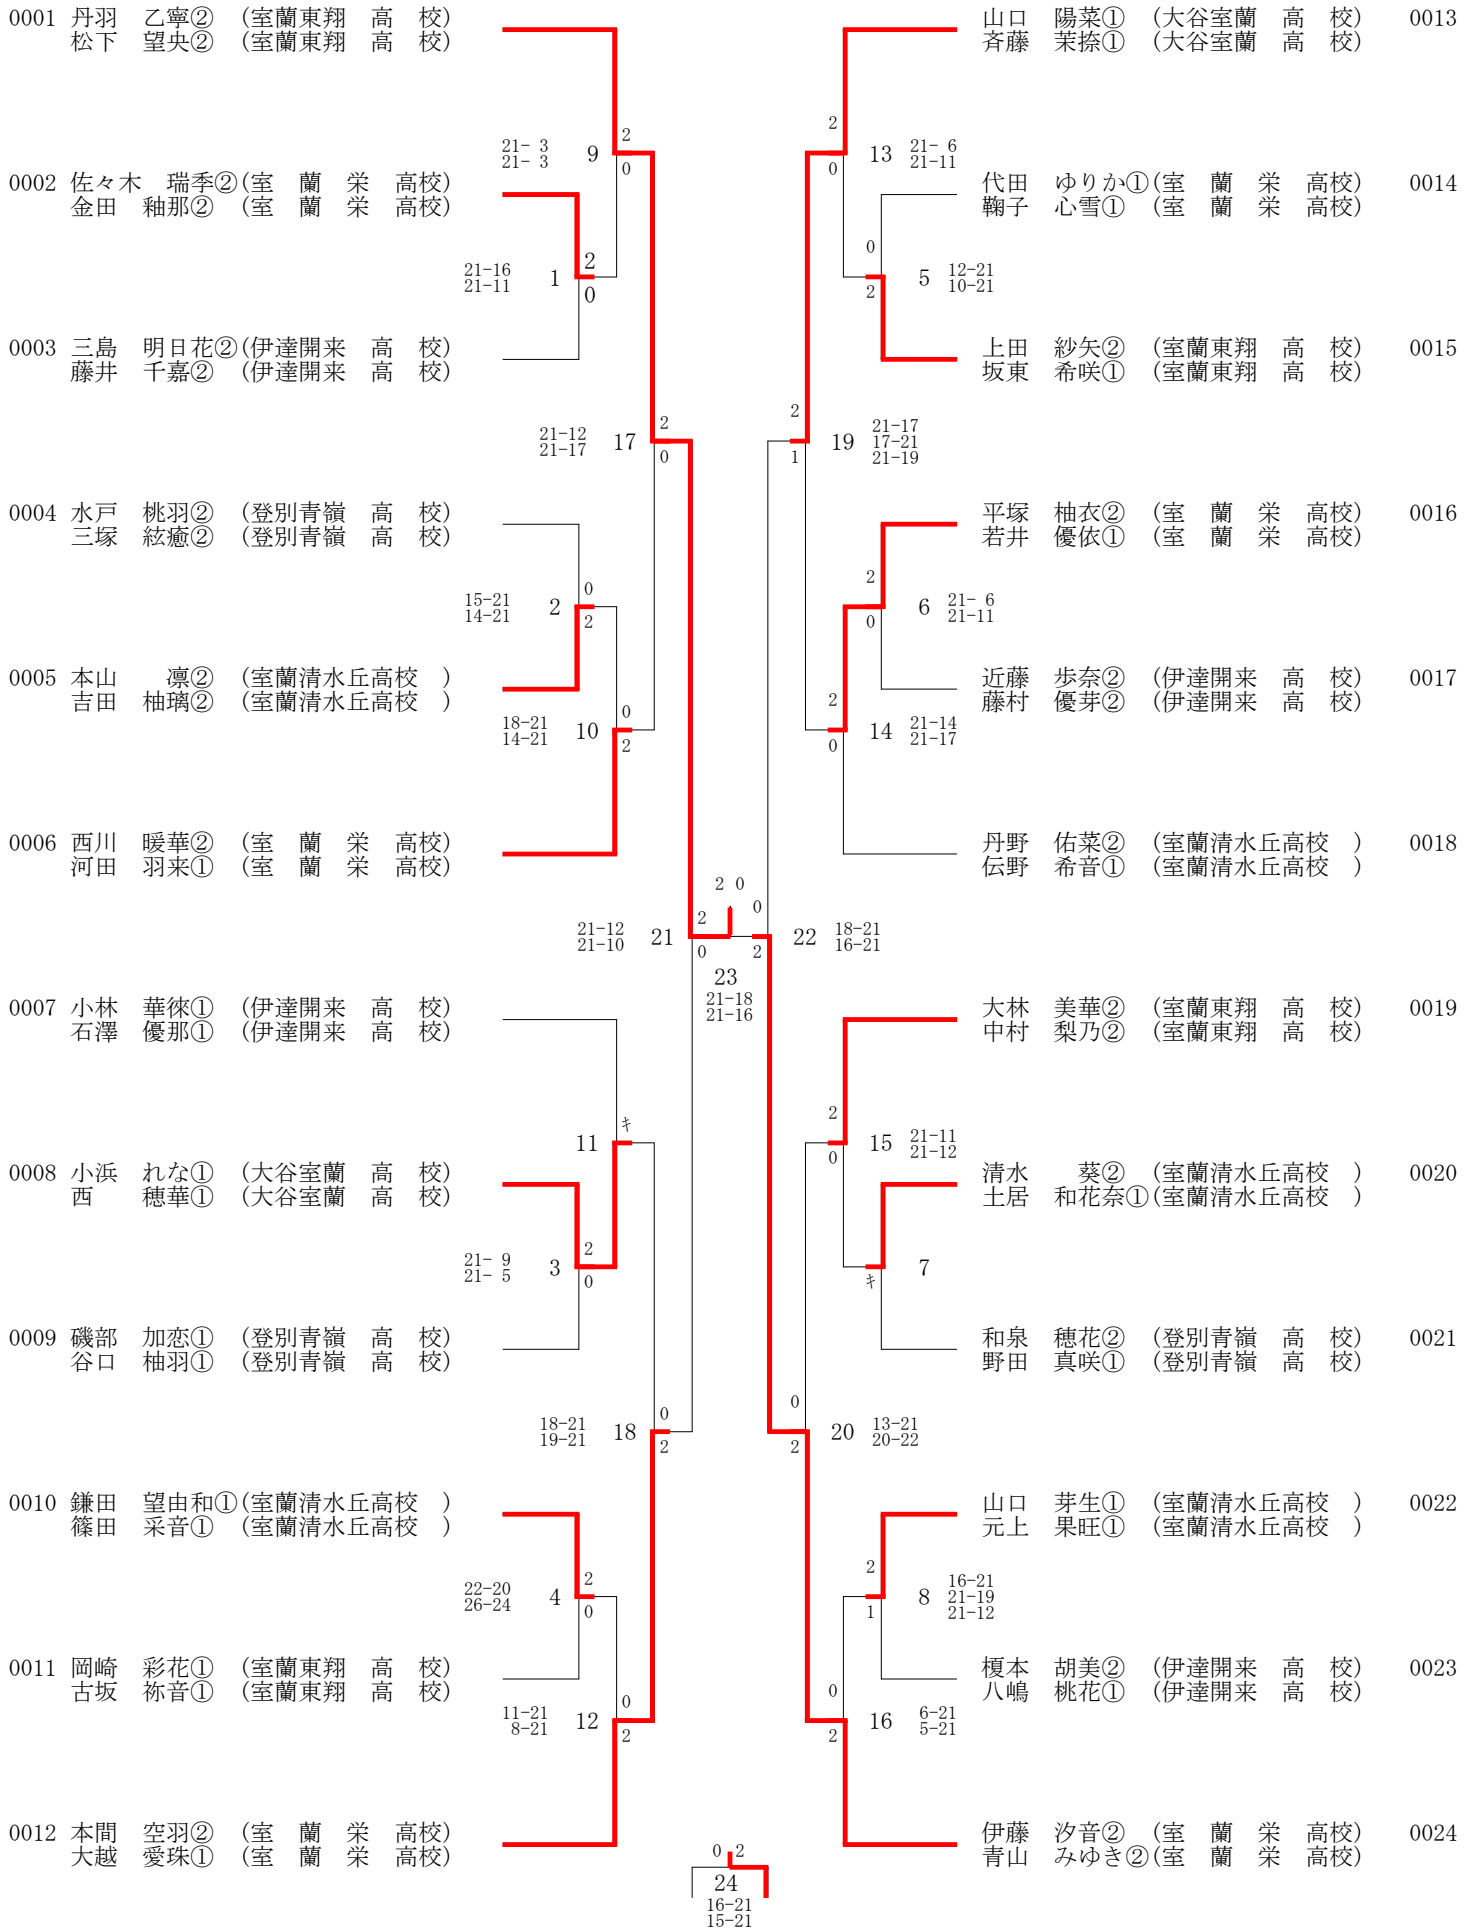 0001 丹羽　乙寧②　(室蘭東翔　高　校)
松下　望央②　(室蘭東翔　高　校)
21- 3
21- 3
9
2
0
0002 佐々木　瑞季②(室　蘭　栄　高校)
金田　釉那②　(室　蘭　栄　高校)
21-16
21-11
1
2
0
0003 三島　明日花②(伊達開来　高　校)
藤井　千嘉②　(伊達開来　高　校)
21-12
21-17
17
2
0
0004 水戸　桃羽②　(登別青嶺　高　校)
三塚　絃癒②　(登別青嶺　高　校)
15-21
14-21
2
0
2
0005 本山　　凛②　(室蘭清水丘高校　)
吉田　柚璃②　(室蘭清水丘高校　)
18-21
14-21
10
0
2
0006 西川　暖華②　(室　蘭　栄　高校)
河田　羽来①　(室　蘭　栄　高校)
21-12
21-10
21
2
0
0007 小林　華徠①　(伊達開来　高　校)
石澤　優那①　(伊達開来　高　校)
11
ｷ
0008 小浜　れな①　(大谷室蘭　高　校)
西　　穂華①　(大谷室蘭　高　校)
21- 9
21- 5
3
2
0
0009 磯部　加恋①　(登別青嶺　高　校)
谷口　柚羽①　(登別青嶺　高　校)
18-21
19-21
18
0
2
0010 鎌田　望由和①(室蘭清水丘高校　)
篠田　采音①　(室蘭清水丘高校　)
22-20
26-24
4
2
0
0011 岡崎　彩花①　(室蘭東翔　高　校)
古坂　祢音①　(室蘭東翔　高　校)
11-21
8-21
12
0
2
0012 本間　空羽②　(室　蘭　栄　高校)
大越　愛珠①　(室　蘭　栄　高校)
2 0
23
21-18
21-16
0 2
24
16-21
15-21
山口　陽菜①　(大谷室蘭　高　校) 0013
斉藤　茉捺①　(大谷室蘭　高　校)
2
0
13
21- 6
21-11
代田　ゆりか①(室　蘭　栄　高校) 0014
鞠子　心雪①　(室　蘭　栄　高校)
0
2
5
12-21
10-21
上田　紗矢②　(室蘭東翔　高　校) 0015
坂東　希咲①　(室蘭東翔　高　校)
2
1
19
21-17
17-21
21-19
平塚　柚衣②　(室　蘭　栄　高校) 0016
若井　優依①　(室　蘭　栄　高校)
2
0
6
21- 6
21-11
近藤　歩奈②　(伊達開来　高　校) 0017
藤村　優芽②　(伊達開来　高　校)
2
0
14
21-14
21-17
丹野　佑菜②　(室蘭清水丘高校　) 0018
伝野　希音①　(室蘭清水丘高校　)
0
2
22
18-21
16-21
大林　美華②　(室蘭東翔　高　校) 0019
中村　梨乃②　(室蘭東翔　高　校)
2
0
15
21-11
21-12
清水　　葵②　(室蘭清水丘高校　) 0020
土居　和花奈①(室蘭清水丘高校　)
ｷ
7
和泉　穂花②　(登別青嶺　高　校) 0021
野田　真咲①　(登別青嶺　高　校)
0
2
20
13-21
20-22
山口　芽生①　(室蘭清水丘高校　) 0022
元上　果旺①　(室蘭清水丘高校　)
2
1
8
16-21
21-19
21-12
榎本　胡美②　(伊達開来　高　校) 0023
八嶋　桃花①　(伊達開来　高　校)
0
2
16
6-21
5-21
伊藤　汐音②　(室　蘭　栄　高校) 0024
青山　みゆき②(室　蘭　栄　高校)